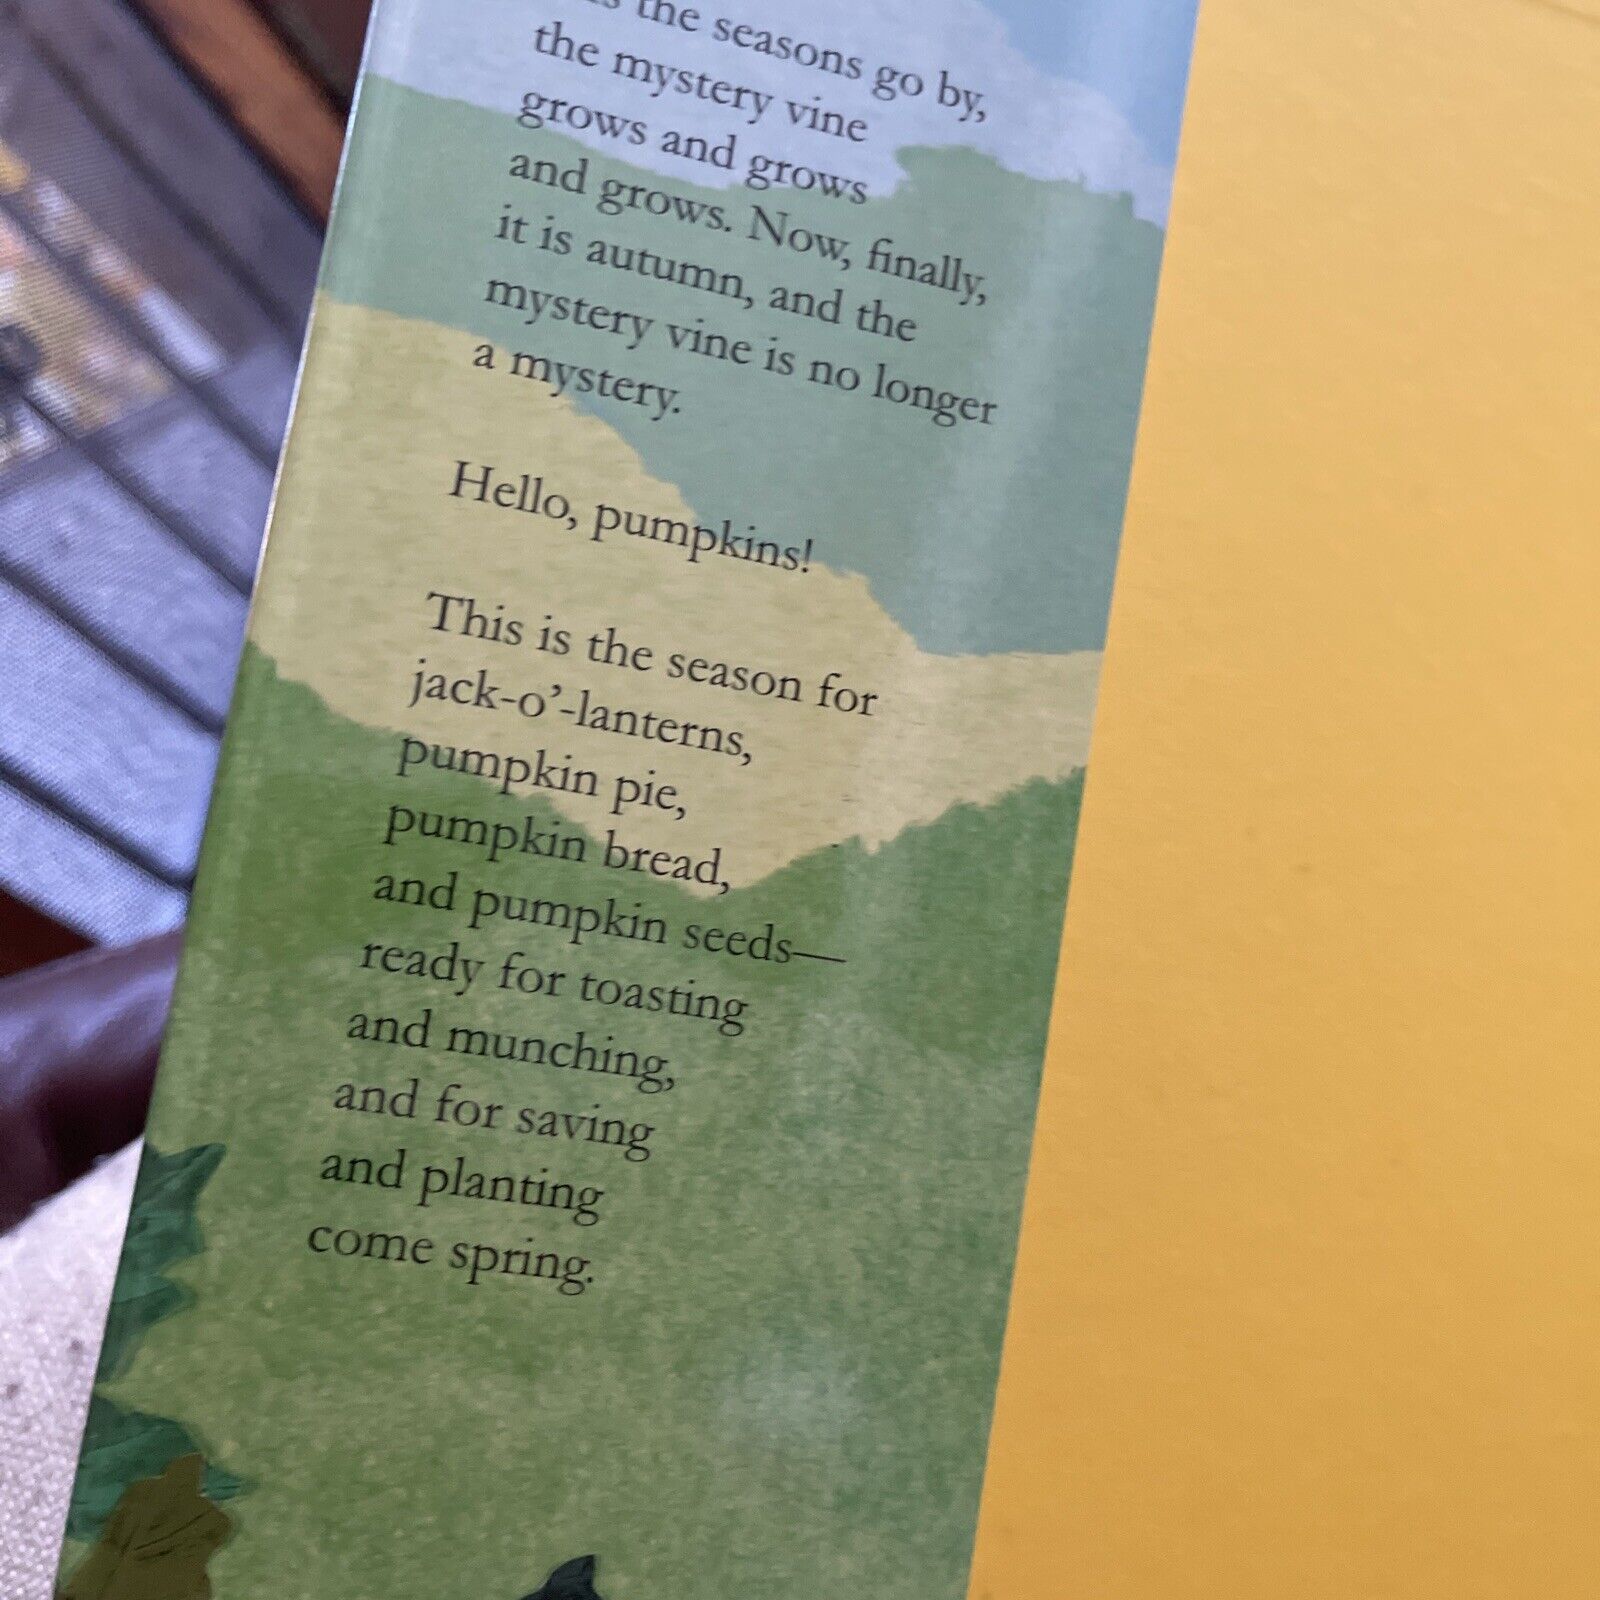 the seasons go by,
the mystery vine
grows and grows
and grows. Now, finally,
it is autumn, and the
mystery vine is no longer
a mystery.
Hello, pumpkins!
This is the season for
jack-o’-lanterns,
pumpkin pie,
pumpkin bread,
and pumpkin seeds—
ready for toasting
and munching,
and for saving
and planting
come spring.